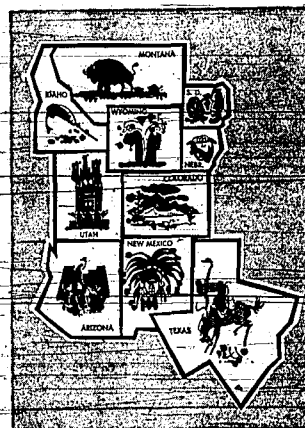 MONTANA
IDAHO
S. D.
WYOMING
NEBR.
COLORADO
UTAH
NEW MEXICO
ARIZONA
TEXAS